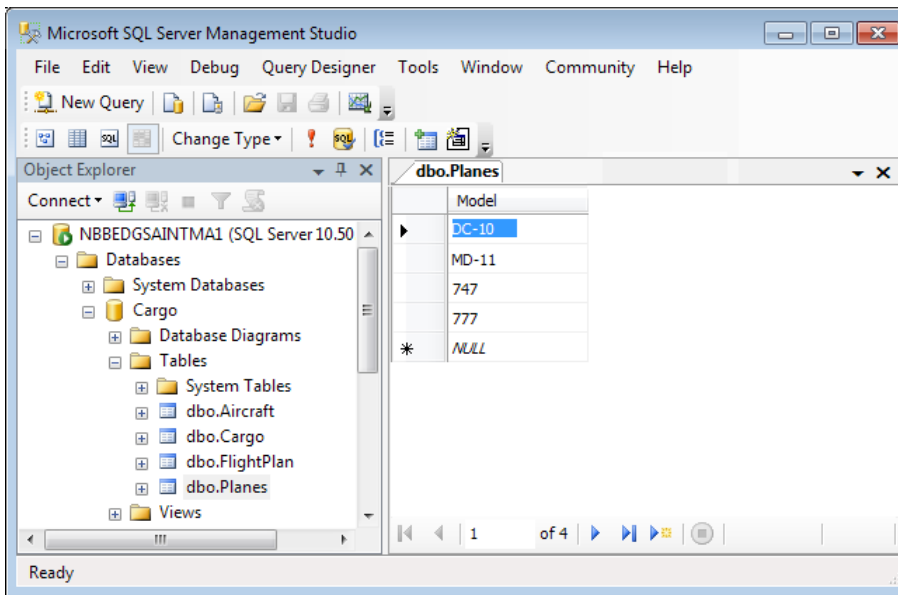 Microsoft SQL Server Management Studio
File Edit View Debug Query Designer Tools Window Community Help
New Query
SQL Change Type SQL
Object Explorer
Connect
NBBEDGSAINTMA1 (SQL Server 10.50
Databases
System Databases
Cargo
Database Diagrams
Tables
System Tables
dbo.Aircraft
dbo.Cargo
dbo.FlightPlan
dbo.Planes
Views
dbo.Planes
Model
DC-10
MD-11
747
777
NULL
1 of 4
Ready